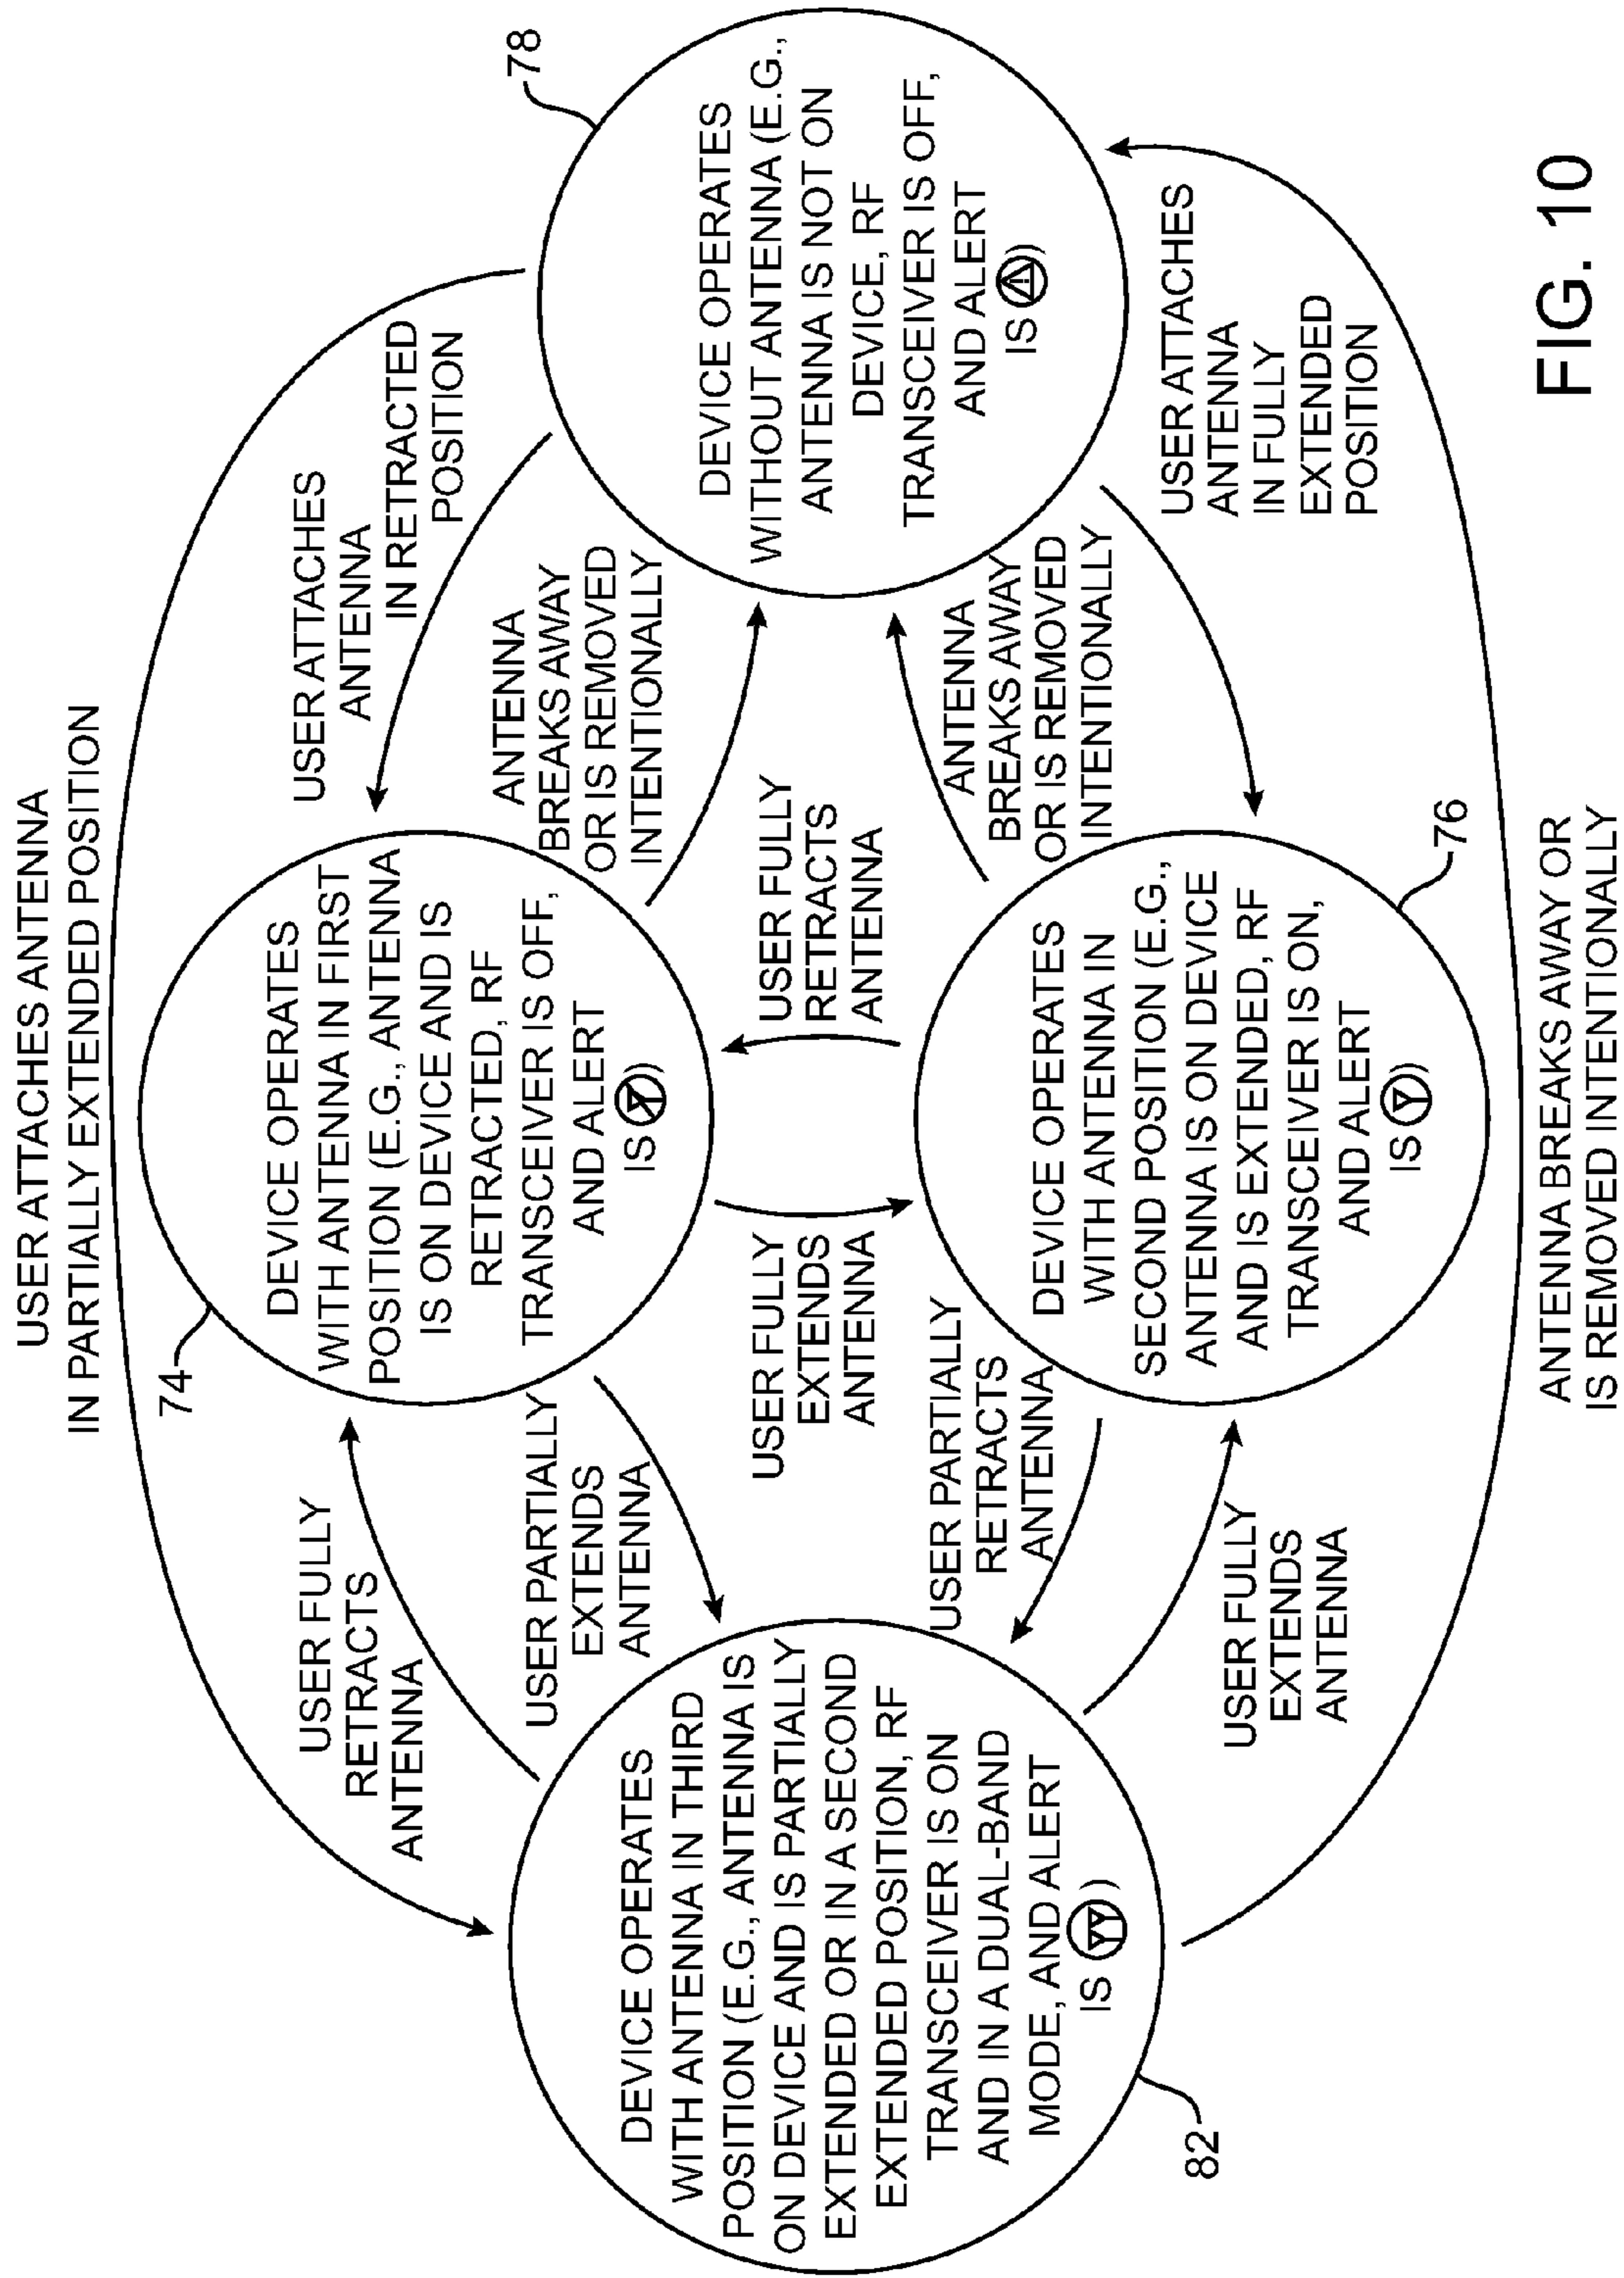 USER ATTACHES ANTENNA
IN PARTIALLY EXTENDED POSITION
74
DEVICE OPERATES
WITH ANTENNA IN FIRST
POSITION (E.G., ANTENNA
IS ON DEVICE AND IS
RETRACTED, RF
TRANSCEIVER IS OFF,
AND ALERT
IS )
USER FULLY
RETRACTS
ANTENNA
USER PARTIALLY
EXTENDS
ANTENNA
USER ATTACHES
ANTENNA
IN RETRACTED
POSITION
ANTENNA
BREAKS AWAY
OR IS REMOVED
INTENTIONALLY
78
DEVICE OPERATES
WITHOUT ANTENNA (E.G.,
ANTENNA IS NOT ON
DEVICE, RF
TRANSCEIVER IS OFF,
AND ALERT
IS )
DEVICE OPERATES
WITH ANTENNA IN THIRD
POSITION (E.G., ANTENNA IS
ON DEVICE AND IS PARTIALLY
EXTENDED OR IN A SECOND
EXTENDED POSITION, RF
TRANSCEIVER IS ON
AND IN A DUAL-BAND
MODE, AND ALERT
IS )
82
USER FULLY
EXTENDS
ANTENNA
USER FULLY
RETRACTS
ANTENNA
USER PARTIALLY
RETRACTS
ANTENNA
USER FULLY
EXTENDS
ANTENNA
DEVICE OPERATES
WITH ANTENNA IN
SECOND POSITION (E.G.,
ANTENNA IS ON DEVICE
AND IS EXTENDED, RF
TRANSCEIVER IS ON,
AND ALERT
IS )
76
ANTENNA
BREAKS AWAY
OR IS REMOVED
INTENTIONALLY
USER ATTACHES
ANTENNA
IN FULLY
EXTENDED
POSITION
ANTENNA BREAKS AWAY OR
IS REMOVED INTENTIONALLY
FIG. 10